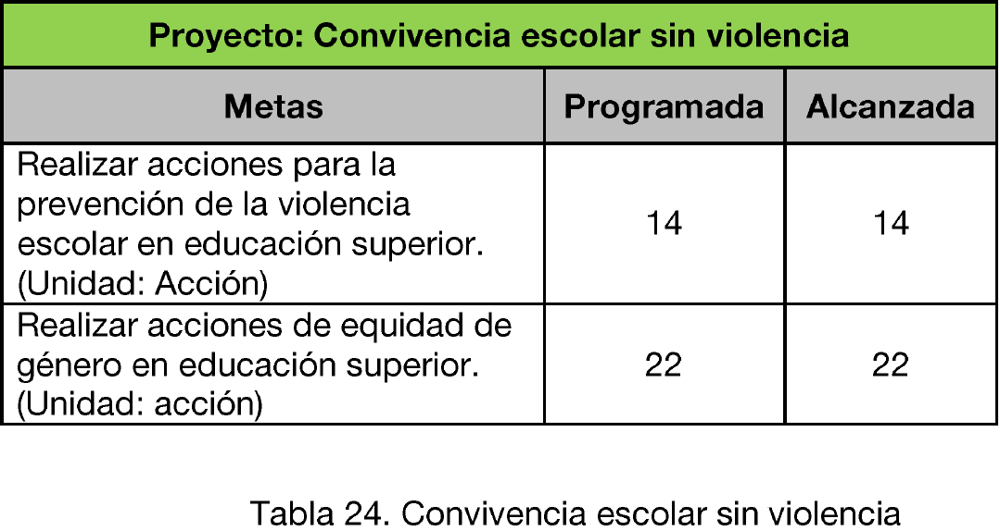 Proyecto: Convivencia escolar sin violencia
Metas Programada Alcanzada
Realizar acciones para la
prevención de la violencia
escolar en educación superior.
(Unidad: Acción)
14 14
Realizar acciones de equidad de
género en educación superior.
(Unidad: acción)
22 22
Tabla 24. Convivencia escolar sin violencia